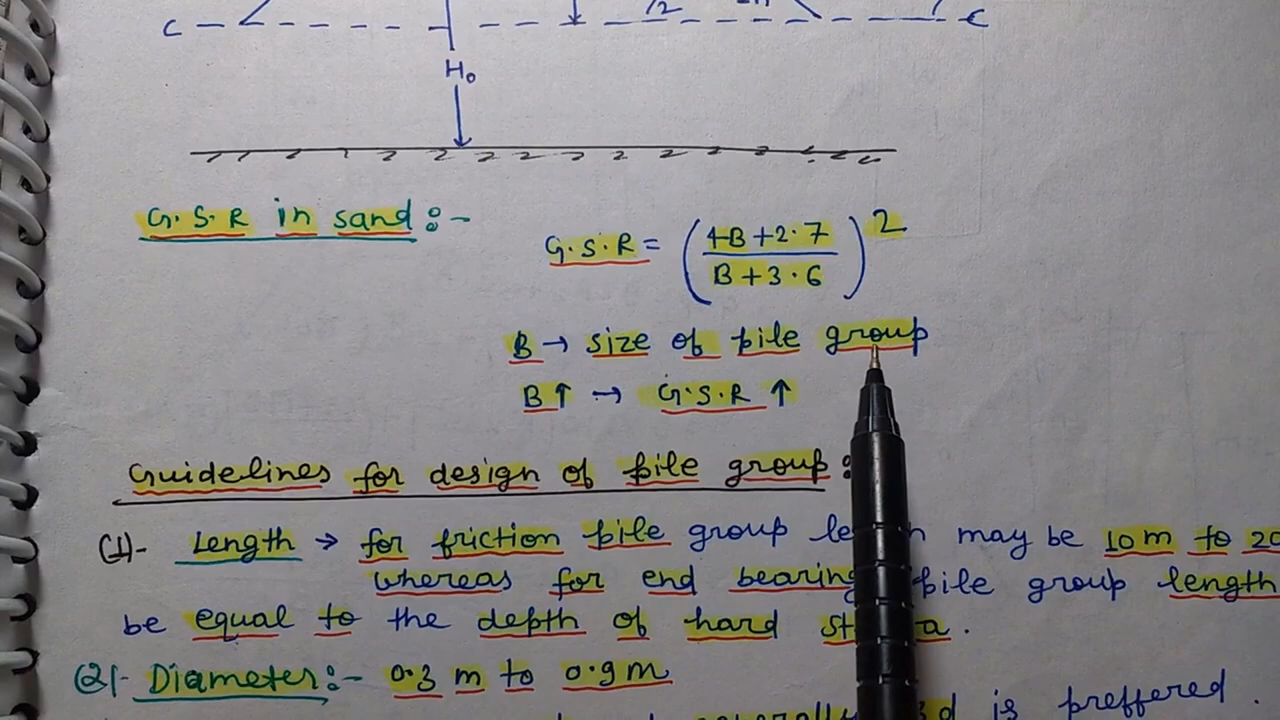 C C
H₀
G.S.R in sand :-
G.S.R = (4B + 2.7 / B + 3.6)²
B → size of pile group
B↑ → G.S.R ↑
Guidelines for design of pile group :
(1)- Length → for friction pile group may be 10m to
whereas for end bearing pile group length
be equal to the depth of hard
(2)- Diameter :- 0.3 m to 0.9 m
is preffered.